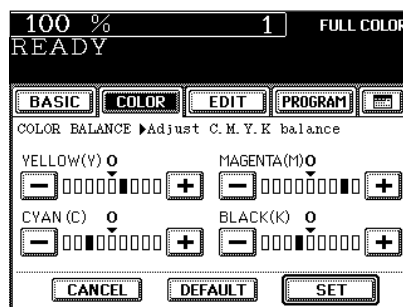 100 % 1 FULL COLOR
READY
BASIC COLOR EDIT PROGRAM
COLOR BALANCE ▶Adjust C.M.Y.K balance
YELLOW(Y) 0 MAGENTA(M) 0
CYAN (C) 0 BLACK(K) 0
CANCEL DEFAULT SET